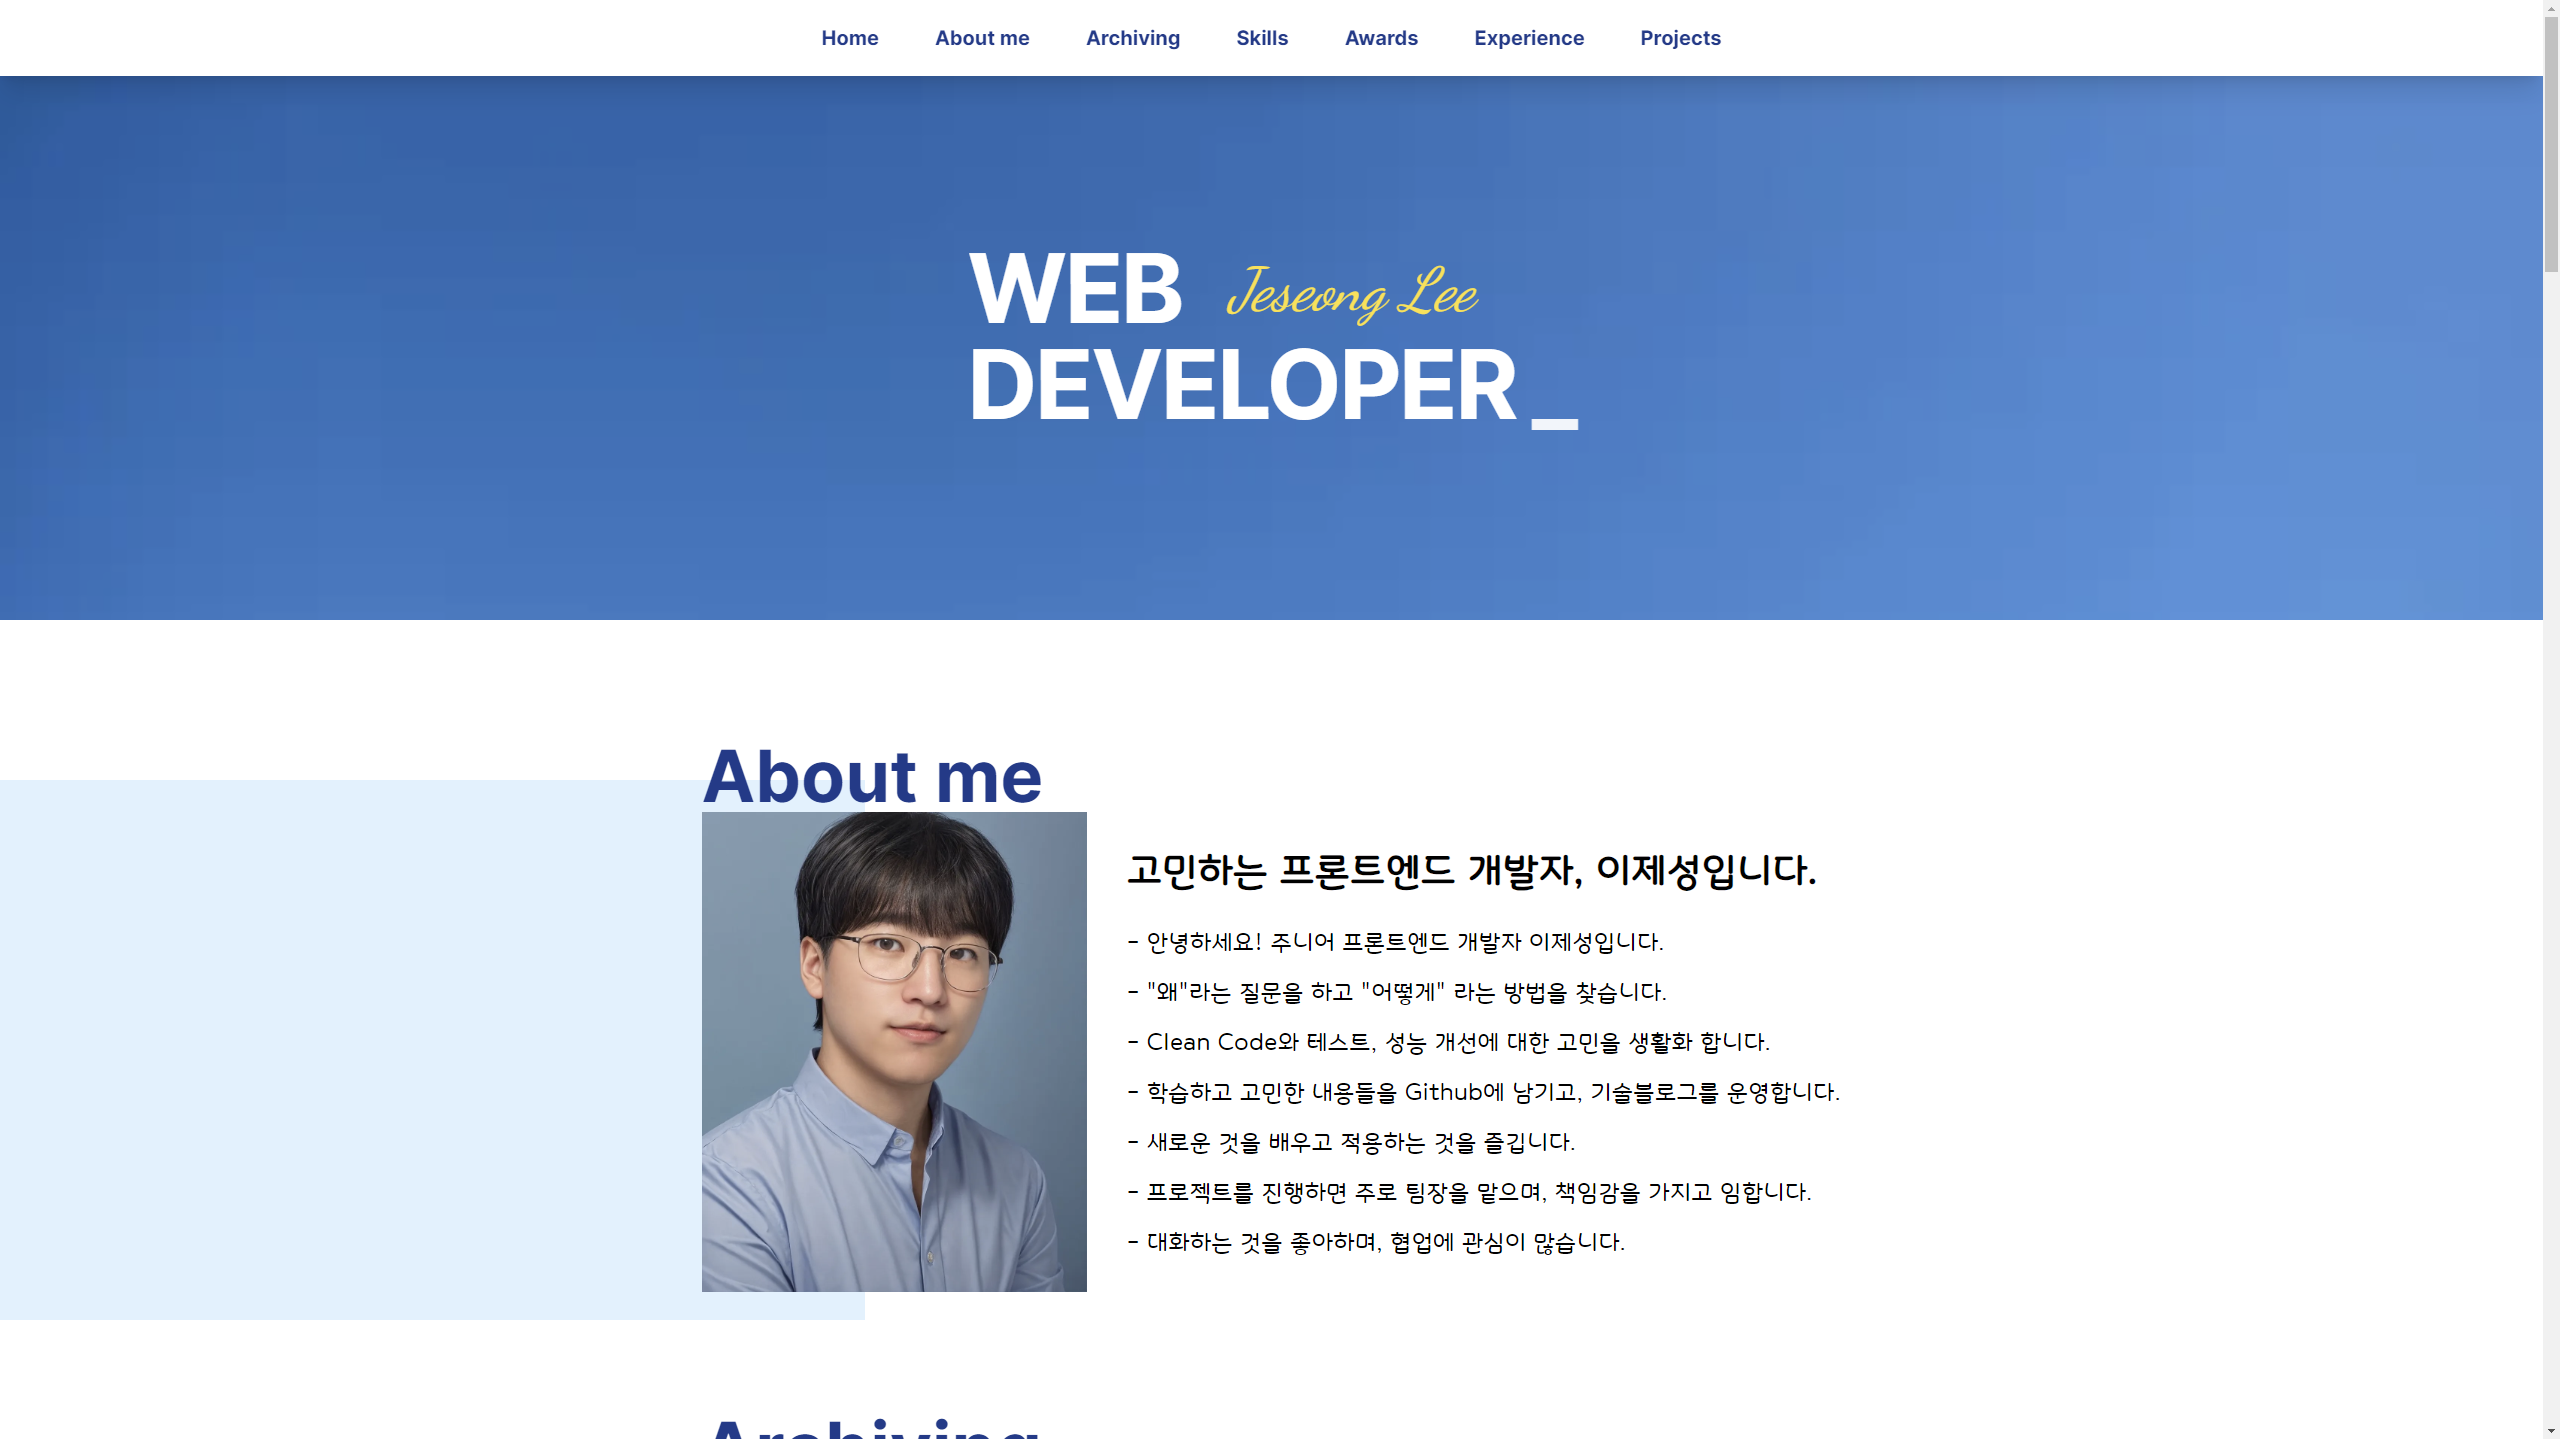 Home About me Archiving Skills Awards Experience Projects
WEB Jeseong Lee
DEVELOPER_
About me
고민하는 프론트엔드 개발자, 이제성입니다.
- 안녕하세요! 주니어 프론트엔드 개발자 이제성입니다.
- "왜"라는 질문을 하고 "어떻게" 라는 방법을 찾습니다.
- Clean Code와 테스트, 성능 개선에 대한 고민을 생활화 합니다.
- 학습하고 고민한 내용들을 Github에 남기고, 기술블로그를 운영합니다.
- 새로운 것을 배우고 적용하는 것을 즐깁니다.
- 프로젝트를 진행하면 주로 팀장을 맡으며, 책임감을 가지고 임합니다.
- 대화하는 것을 좋아하며, 협업에 관심이 많습니다.
Archiving